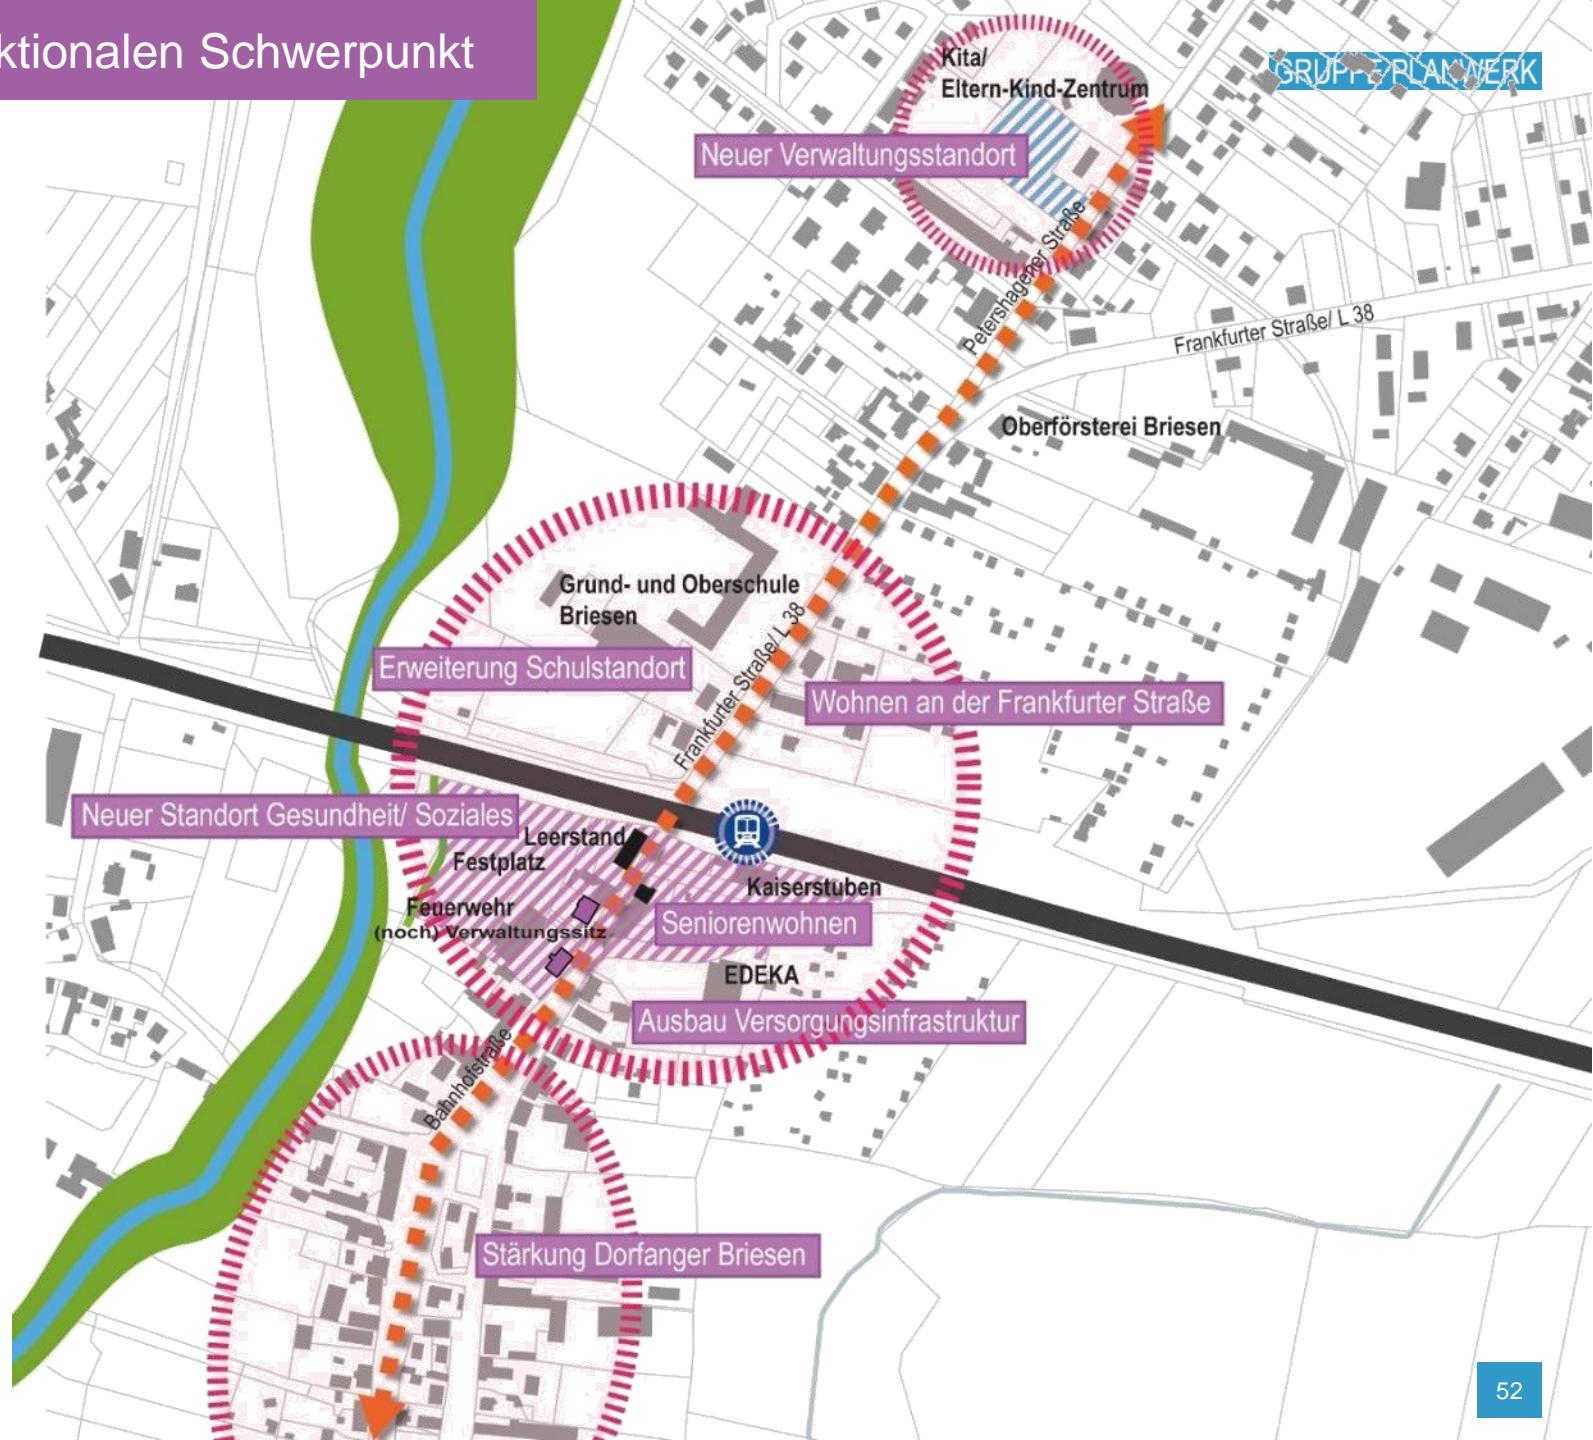 ktionalen Schwerpunkt
GRUPPE PLANWERK
Kita/
Eltern-Kind-Zentrum
Neuer Verwaltungsstandort
Petershagener Straße
Frankfurter Straße/ L 38
Oberförsterei Briesen
Grund- und Oberschule
Briesen
Frankfurter Straße/ L 38
Erweiterung Schulstandort
Wohnen an der Frankfurter Straße
Neuer Standort Gesundheit/ Soziales
Leerstand
Festplatz
Kaiserstuben
Feuerwehr
(noch) Verwaltungssitz
Seniorenwohnen
EDEKA
Ausbau Versorgungsinfrastruktur
Bahnhofstraße
Stärkung Dorfanger Briesen
52